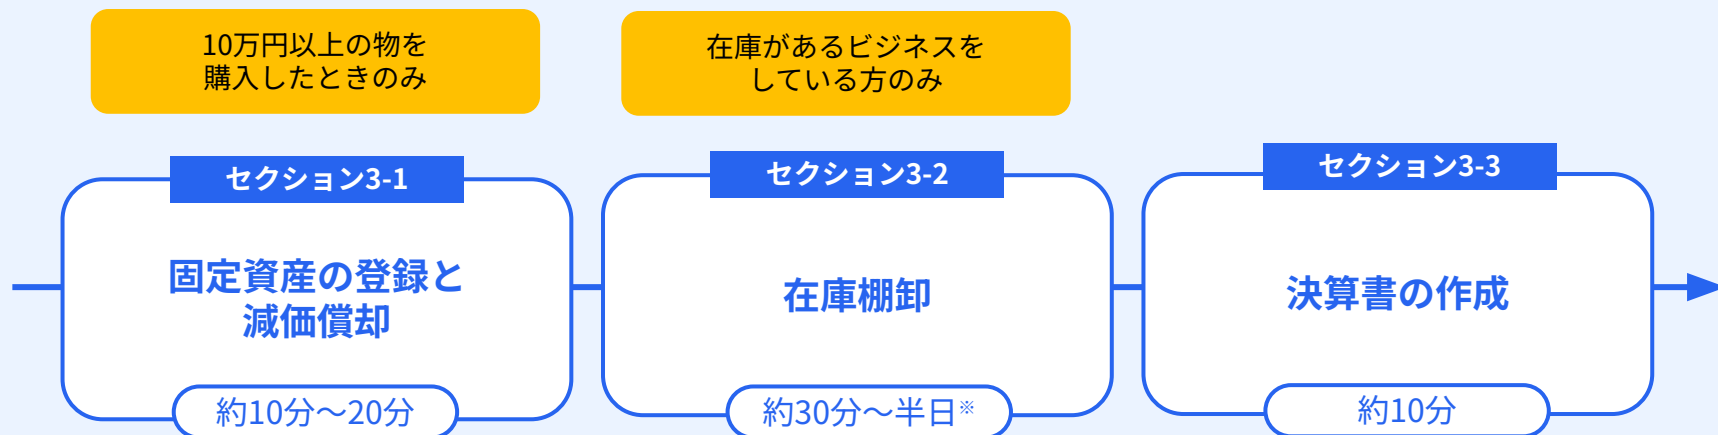 10万円以上の物を
購入したときのみ
在庫があるビジネスを
している方のみ
セクション3-1
固定資産の登録と
減価償却
約10分〜20分
セクション3-2
在庫棚卸
約30分〜半日※
セクション3-3
決算書の作成
約10分